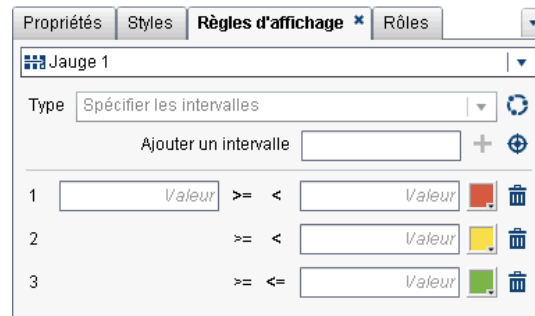 Propriétés Styles Règles d'affichage × Rôles
Jauge 1
Type Spécifier les intervalles
Ajouter un intervalle
1 Valeur >= < Valeur
2 >= < Valeur
3 >= <= Valeur